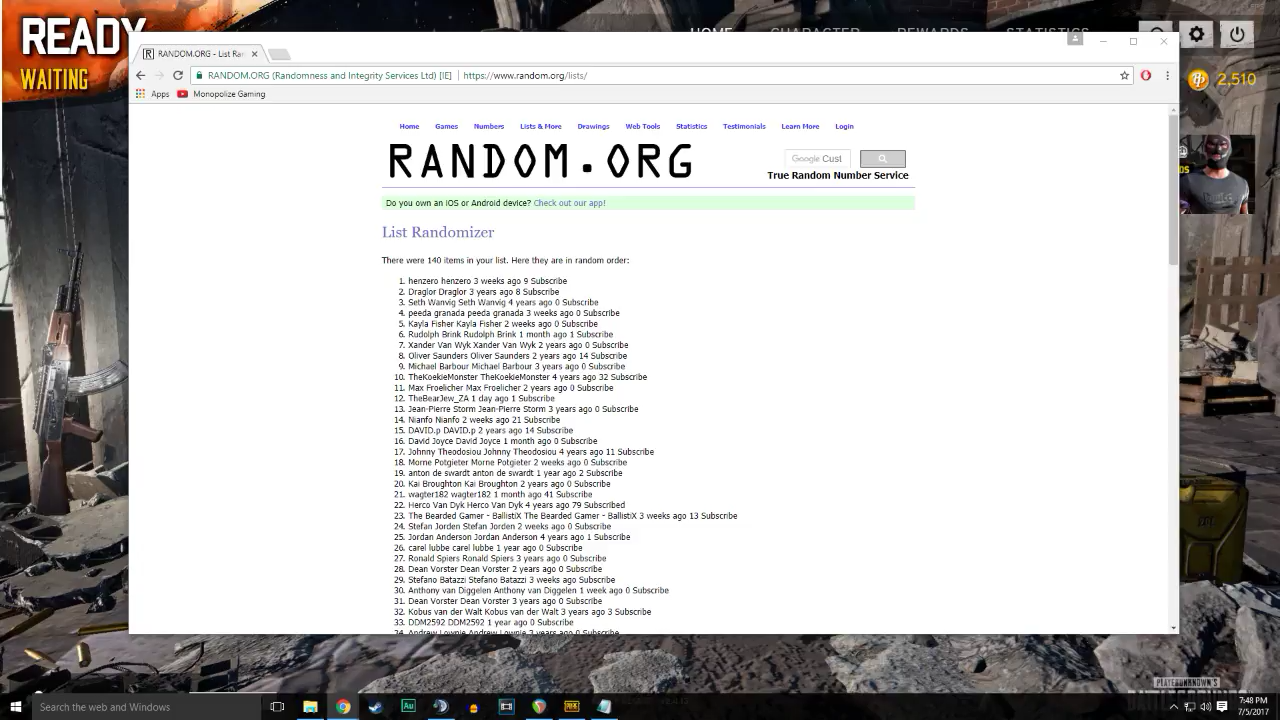 READY
WAITING
HOME CHARACTER REWARDS STATISTICS
2,510
RANDOM.ORG - List Ran
RANDOM.ORG (Randomness and Integrity Services Ltd) [IE] https://www.random.org/lists/
Apps Monopolize Gaming
Home Games Numbers Lists & More Drawings Web Tools Statistics Testimonials Learn More Login
RANDOM.ORG
Google Cust
True Random Number Service
Do you own an iOS or Android device? Check out our app!
List Randomizer
There were 140 items in your list. Here they are in random order:
1. henzero henzero 3 weeks ago 9 Subscribe
2. Draglor Draglor 3 years ago 8 Subscribe
3. Seth Wanvig Seth Wanvig 4 years ago 0 Subscribe
4. peeda granada peeda granada 3 weeks ago 0 Subscribe
5. Kayla Fisher Kayla Fisher 2 weeks ago 0 Subscribe
6. Rudolph Brink Rudolph Brink 1 month ago 1 Subscribe
7. Xander Van Wyk Xander Van Wyk 2 years ago 0 Subscribe
8. Oliver Saunders Oliver Saunders 2 years ago 14 Subscribe
9. Michael Barbour Michael Barbour 3 years ago 0 Subscribe
10. TheKoekieMonster TheKoekieMonster 4 years ago 32 Subscribe
11. Max Froelicher Max Froelicher 2 years ago 0 Subscribe
12. TheBearJew_ZA 1 day ago 1 Subscribe
13. Jean-Pierre Storm Jean-Pierre Storm 3 years ago 0 Subscribe
14. Nianfo Nianfo 2 weeks ago 21 Subscribe
15. DAVID.p DAVID.p 2 years ago 14 Subscribe
16. David Joyce David Joyce 1 month ago 0 Subscribe
17. Johnny Theodosiou Johnny Theodosiou 4 years ago 11 Subscribe
18. Morne Potgieter Morne Potgieter 2 weeks ago 0 Subscribe
19. anton de swardt anton de swardt 1 year ago 2 Subscribe
20. Kai Broughton Kai Broughton 2 years ago 0 Subscribe
21. wagter182 wagter182 1 month ago 41 Subscribe
22. Herco Van Dyk Herco Van Dyk 4 years ago 79 Subscribed
23. The Bearded Gamer - BallistiX The Bearded Gamer - BallistiX 3 weeks ago 13 Subscribe
24. Stefan Jorden Stefan Jorden 2 weeks ago 0 Subscribe
25. Jordan Anderson Jordan Anderson 4 years ago 1 Subscribe
26. carel lubbe carel lubbe 1 year ago 0 Subscribe
27. Ronald Spiers Ronald Spiers 3 years ago 0 Subscribe
28. Dean Vorster Dean Vorster 2 years ago 0 Subscribe
29. Stefano Batazzi Stefano Batazzi 3 weeks ago Subscribe
30. Anthony van Diggelen Anthony van Diggelen 1 week ago 0 Subscribe
31. Dean Vorster Dean Vorster 3 years ago 0 Subscribe
32. Kobus van der Walt Kobus van der Walt 3 years ago 3 Subscribe
33. DDM2592 DDM2592 1 year ago 0 Subscribe
34. Andrew Lownie Andrew Lownie 3 years ago 0 Subscribe
PLAYERUNKNOWN'S
Search the web and Windows
Au
7:48 PM
7/5/2017